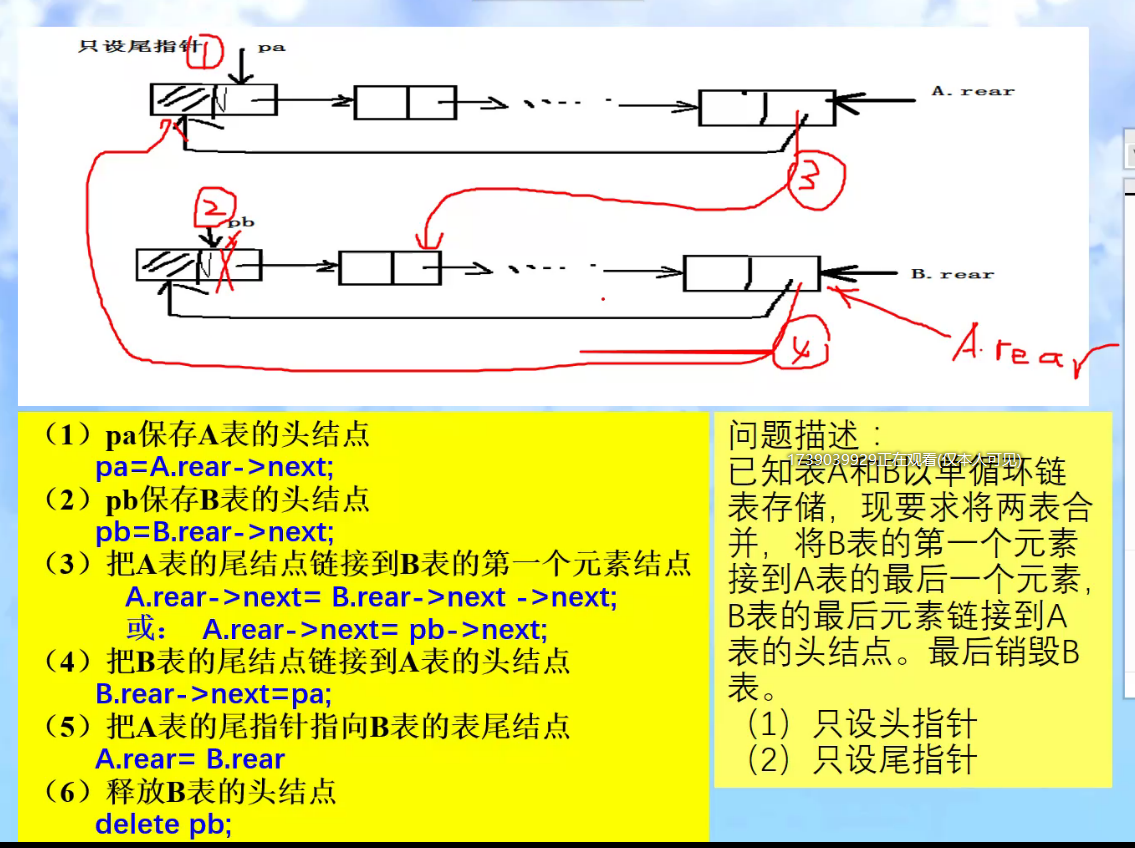 只设尾指针
1
pa
A.rear
3
2
pb
B.rear
4
A.rear
（1）pa保存A表的头结点
pa=A.rear->next;
（2）pb保存B表的头结点
pb=B.rear->next;
（3）把A表的尾结点链接到B表的第一个元素结点
A.rear->next= B.rear->next ->next;
或： A.rear->next= pb->next;
（4）把B表的尾结点链接到A表的头结点
B.rear->next=pa;
（5）把A表的尾指针指向B表的表尾结点
A.rear= B.rear
（6）释放B表的头结点
delete pb;
问题描述：
1739039929正在观看(仅本人可见)
已知表A和B以单循环链
表存储，现要求将两表合
并，将B表的第一个元素
接到A表的最后一个元素，
B表的最后元素链接到A
表的头结点。最后销毁B
表。
（1）只设头指针
（2）只设尾指针